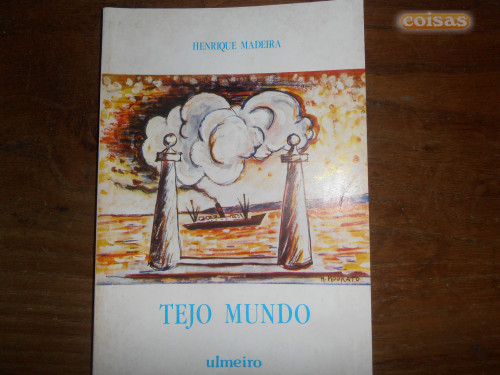 coisas
HENRIQUE MADEIRA
TEJO MUNDO
ulmeiro